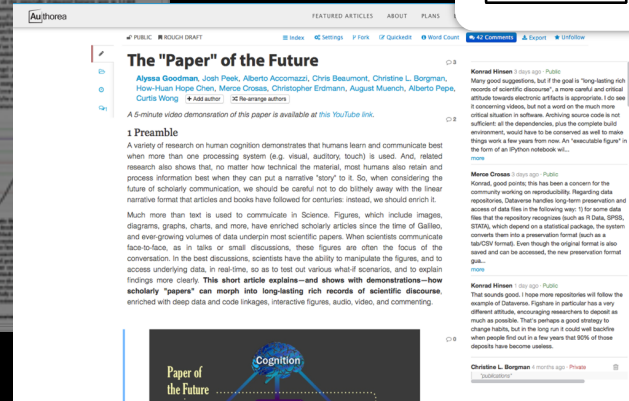 Authorea
FEATURED ARTICLES ABOUT PLANS
PUBLIC ROUGH DRAFT Index Settings Fork Quickedit Word Count 42 Comments Export Unfollow
The "Paper" of the Future
3
Alyssa Goodman, Josh Peek, Alberto Accomazzi, Chris Beaumont, Christine L. Borgman,
How-Huan Hope Chen, Merce Crosas, Christopher Erdmann, August Muench, Alberto Pepe,
Curtis Wong + Add author Re-arrange authors
A 5-minute video demonsration of this paper is available at this YouTube link.
1 Preamble
A variety of research on human cognition demonstrates that humans learn and communicate best
when more than one processing system (e.g. visual, auditory, touch) is used. And, related
research also shows that, no matter how technical the material, most humans also retain and
process information best when they can put a narrative "story" to it. So, when considering the
future of scholarly communication, we should be careful not to do blithely away with the linear
narrative format that articles and books have followed for centuries: instead, we should enrich it.
Much more than text is used to commuicate in Science. Figures, which include images,
diagrams, graphs, charts, and more, have enriched scholarly articles since the time of Galileo,
and ever-growing volumes of data underpin most scientific papers. When scientists communicate
face-to-face, as in talks or small discussions, these figures are often the focus of the
conversation. In the best discussions, scientists have the ability to manipulate the figures, and to
access underlying data, in real-time, so as to test out various what-if scenarios, and to explain
findings more clearly. This short article explains—and shows with demonstrations—how
scholarly "papers" can morph into long-lasting rich records of scientific discourse,
enriched with deep data and code linkages, interactive figures, audio, video, and commenting.
0
Cognition
Paper of
the Future
Konrad Hinsen 3 days ago · Public
Many good suggestions, but if the goal is "long-lasting rich
records of scientific discourse", a more careful and critical
attitude towards electronic artifacts is appropriate. I do see
it concerning videos, but not a word on the much more
critical situation in software. Archiving source code is not
sufficient: all the dependencies, plus the complete build
environment, would have to be conserved as well to make
things work a few years from now. An "executable figure" in
the form of an IPython notebook wil...
more
Merce Crosas 3 days ago · Public
Konrad, good points; this has been a concern for the
community working on reproducibility. Regarding data
repositories, Dataverse handles long-term preservation and
access of data files in the following way: 1) for some data
files that the repository recognizes (such as R Data, SPSS,
STATA), which depend on a statistical package, the system
converts them into a preservation format (such as a
tab/CSV format). Even though the original format is also
saved and can be accessed, the new preservation format
gua...
more
Konrad Hinsen 1 day ago · Public
That sounds good. I hope more repositories will follow the
example of Dataverse. Figshare in particular has a very
different attitude, encouraging researchers to deposit as
much as possible. That's perhaps a good strategy to
change habits, but in the long run it could well backfire
when people find out in a few years that 90% of those
deposits have become useless.
Christine L. Borgman 4 months ago · Private
"publications"